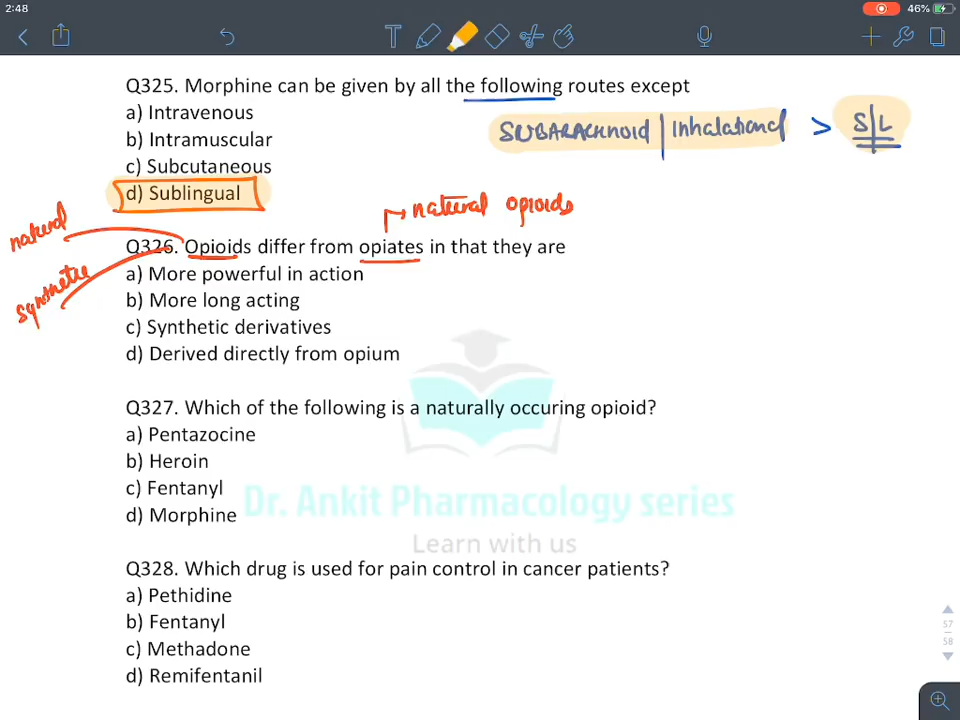 2:48
46%
Q325. Morphine can be given by all the following routes except
a) Intravenous
SUBARACHNOID | Inhalational > S/L
b) Intramuscular
c) Subcutaneous
d) Sublingual
natural opioids
natural
Q326. Opioids differ from opiates in that they are
a) More powerful in action
synthetic
b) More long acting
c) Synthetic derivatives
d) Derived directly from opium
Q327. Which of the following is a naturally occuring opioid?
a) Pentazocine
b) Heroin
c) Fentanyl
d) Morphine
Dr. Ankit Pharmacology series
Learn with us
Q328. Which drug is used for pain control in cancer patients?
a) Pethidine
b) Fentanyl
57
58
c) Methadone
d) Remifentanil